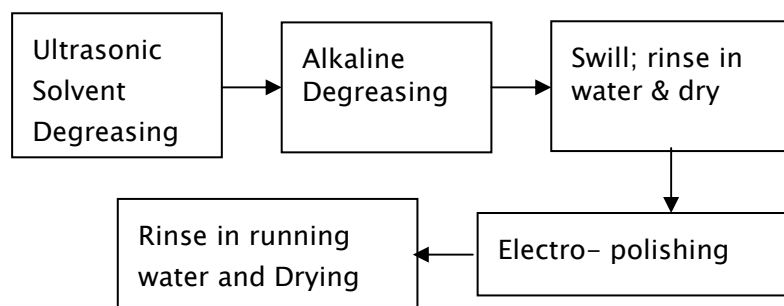 Ultrasonic
Solvent
Degreasing
Alkaline
Degreasing
Swill; rinse in
water & dry
Electro- polishing
Rinse in running
water and Drying